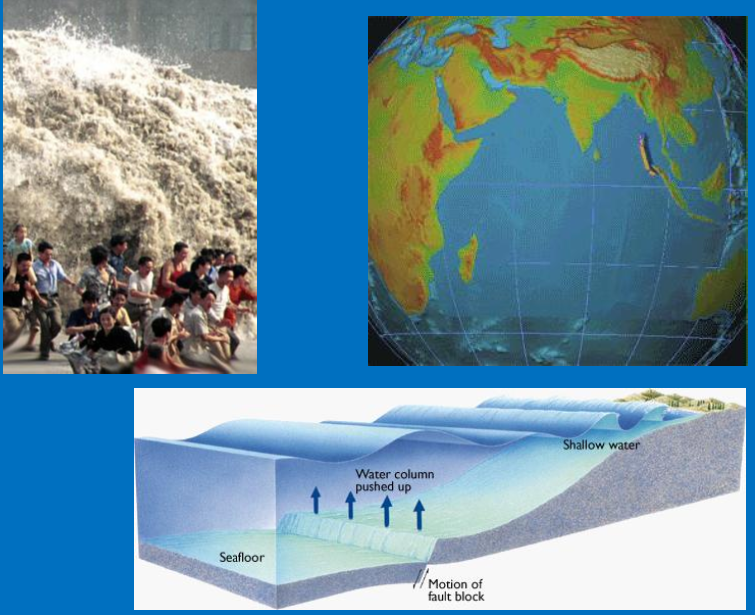 Shallow water
Water column
pushed up
Seafloor
Motion of
fault block